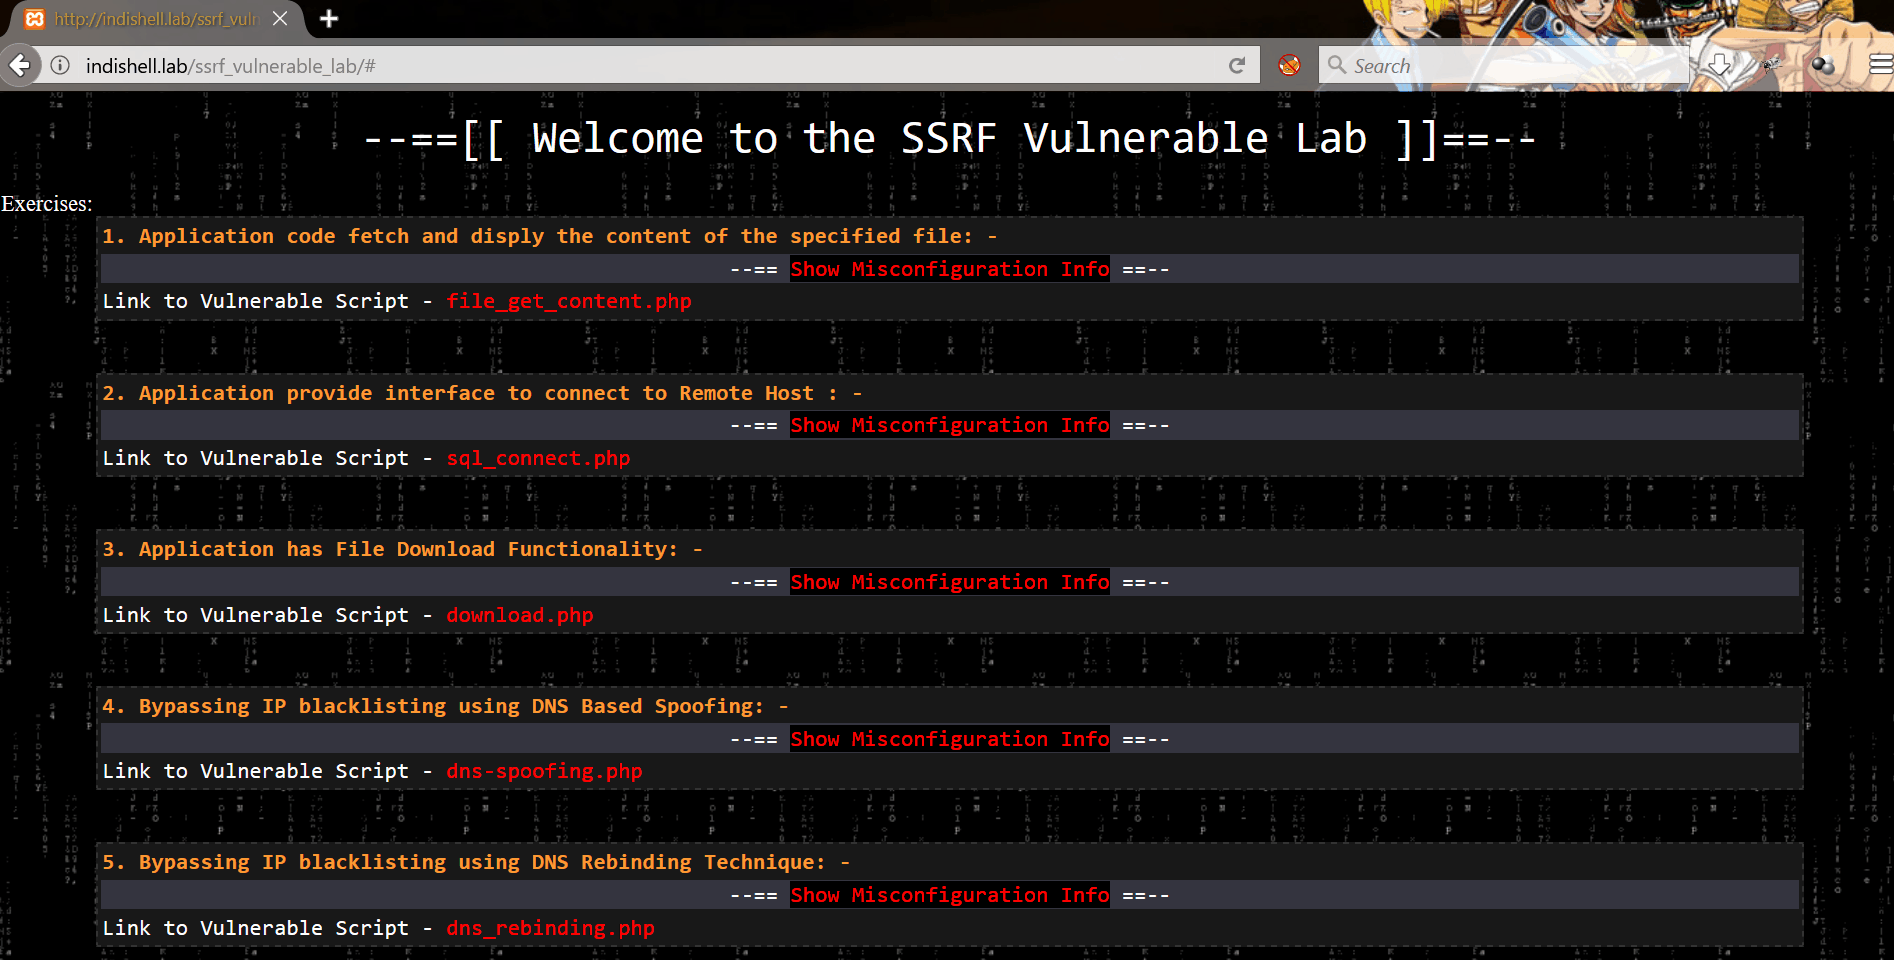 http://indishell.lab/ssrf_vuln
indishell.lab/ssrf_vulnerable_lab/#
Search
--==[[ Welcome to the SSRF Vulnerable Lab ]]==--
Exercises:
1. Application code fetch and disply the content of the specified file: -
--== Show Misconfiguration Info ==--
Link to Vulnerable Script - file_get_content.php
2. Application provide interface to connect to Remote Host : -
--== Show Misconfiguration Info ==--
Link to Vulnerable Script - sql_connect.php
3. Application has File Download Functionality: -
--== Show Misconfiguration Info ==--
Link to Vulnerable Script - download.php
4. Bypassing IP blacklisting using DNS Based Spoofing: -
--== Show Misconfiguration Info ==--
Link to Vulnerable Script - dns-spoofing.php
5. Bypassing IP blacklisting using DNS Rebinding Technique: -
--== Show Misconfiguration Info ==--
Link to Vulnerable Script - dns_rebinding.php